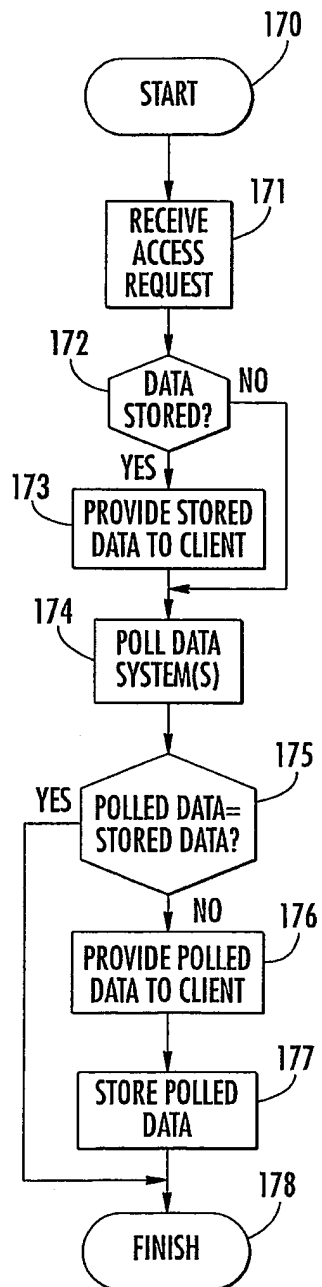 170
START
171
RECEIVE
ACCESS
REQUEST
172
DATA
STORED?
NO
YES
173
PROVIDE STORED
DATA TO CLIENT
174
POLL DATA
SYSTEM(S)
175
YES
POLLED DATA=
STORED DATA?
NO
176
PROVIDE POLLED
DATA TO CLIENT
177
STORE POLLED
DATA
178
FINISH